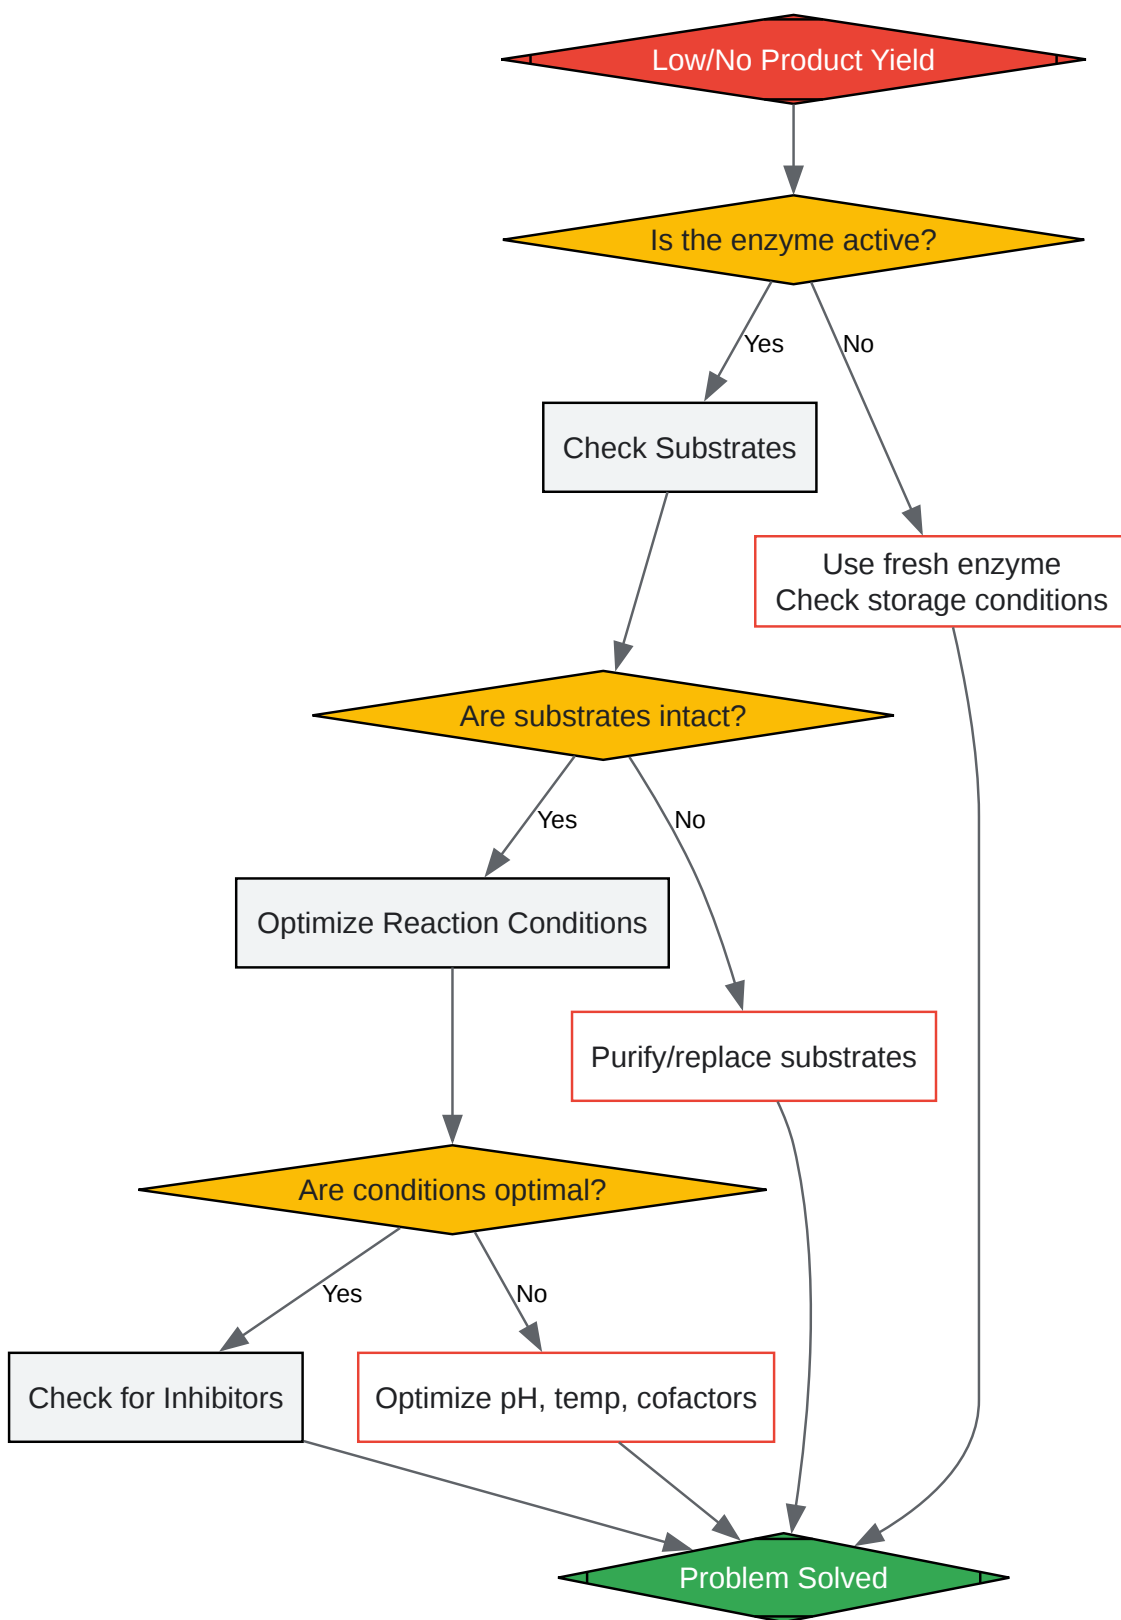 Low/No Product Yield
Is the enzyme active?
Yes
No
Check Substrates
Use fresh enzyme
Check storage conditions
Are substrates intact?
Yes
No
Optimize Reaction Conditions
Purify/replace substrates
Are conditions optimal?
Yes
No
Check for Inhibitors
Optimize pH, temp, cofactors
Problem Solved